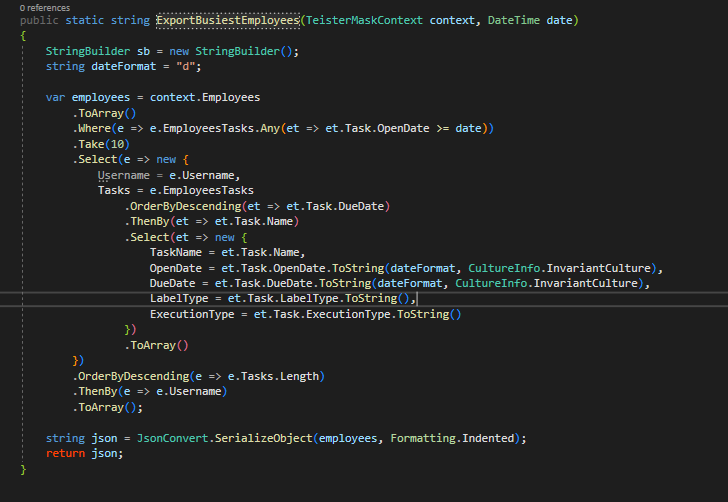 0 references
public static string ExportBusiestEmployees(TeisterMaskContext context, DateTime date)
{
    StringBuilder sb = new StringBuilder();
    string dateFormat = "d";

    var employees = context.Employees
        .ToArray()
        .Where(e => e.EmployeesTasks.Any(et => et.Task.OpenDate >= date))
        .Take(10)
        .Select(e => new {
            Username = e.Username,
            Tasks = e.EmployeesTasks
                .OrderByDescending(et => et.Task.DueDate)
                .ThenBy(et => et.Task.Name)
                .Select(et => new {
                    TaskName = et.Task.Name,
                    OpenDate = et.Task.OpenDate.ToString(dateFormat, CultureInfo.InvariantCulture),
                    DueDate = et.Task.DueDate.ToString(dateFormat, CultureInfo.InvariantCulture),
                    LabelType = et.Task.LabelType.ToString(),
                    ExecutionType = et.Task.ExecutionType.ToString()
                })
                .ToArray()
        })
        .OrderByDescending(e => e.Tasks.Length)
        .ThenBy(e => e.Username)
        .ToArray();

    string json = JsonConvert.SerializeObject(employees, Formatting.Indented);
    return json;
}